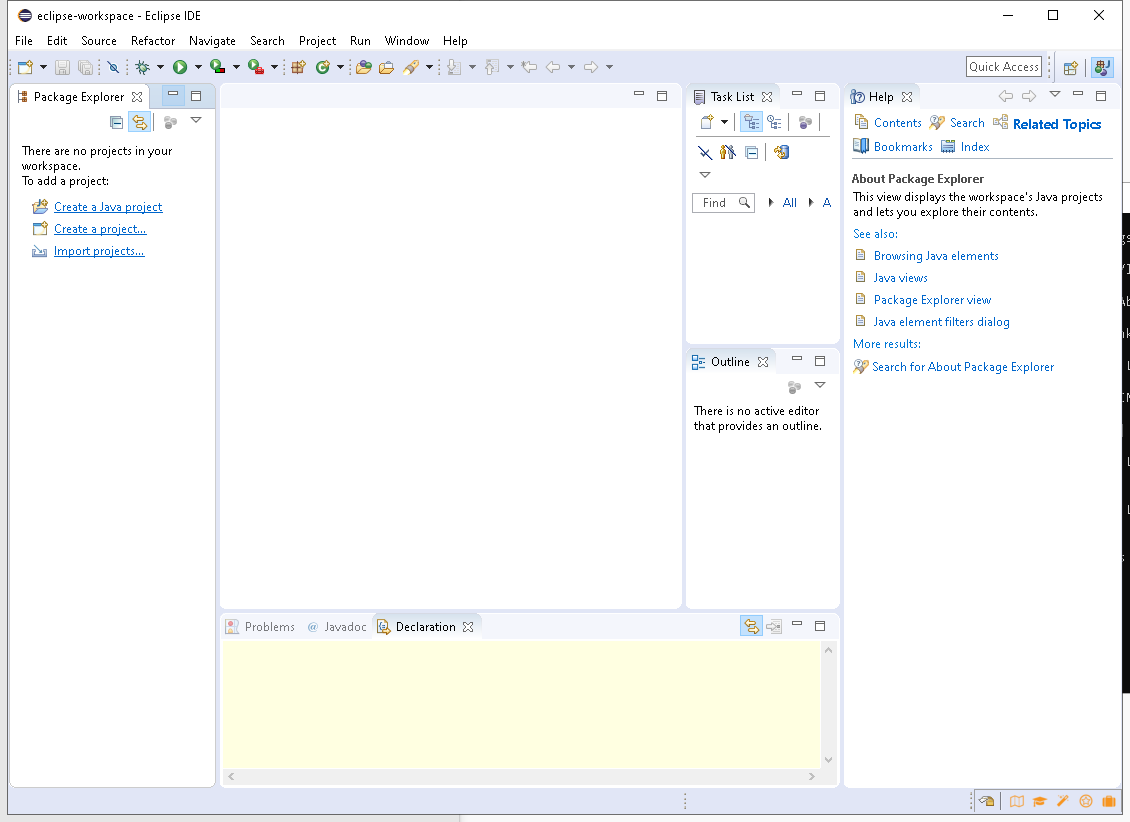 eclipse-workspace - Eclipse IDE
File Edit Source Refactor Navigate Search Project Run Window Help
Quick Access
Package Explorer
There are no projects in your
workspace.
To add a project:
Create a Java project
Create a project...
Import projects...
Task List
Find
All
A
Outline
There is no active editor
that provides an outline.
Problems @ Javadoc Declaration
Help
Contents Search Related Topics
Bookmarks Index
About Package Explorer
This view displays the workspace's Java projects
and lets you explore their contents.
See also:
Browsing Java elements
Java views
Package Explorer view
Java element filters dialog
More results:
Search for About Package Explorer